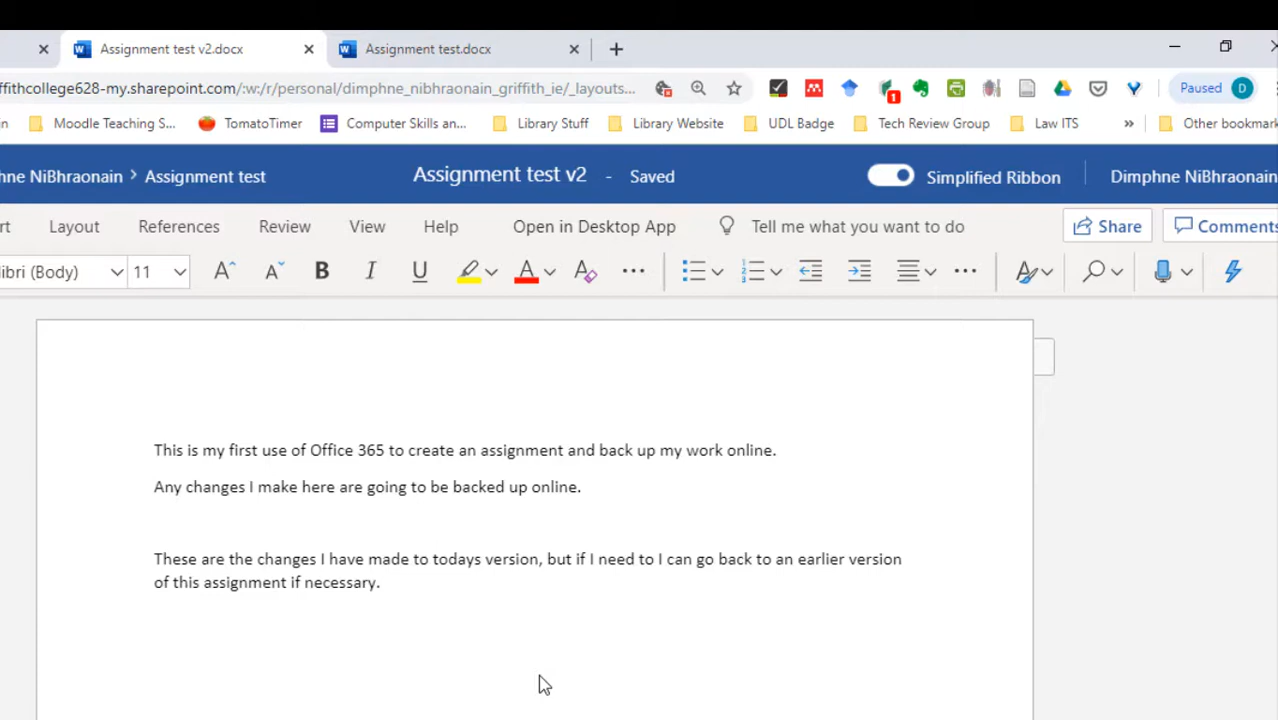 Assignment test v2.docx
Assignment test.docx
ffithcollege628-my.sharepoint.com/:w:/r/personal/dimphne_nibhraonain_griffith_ie/_layouts...
1
Paused D
Moodle Teaching S...
TomatoTimer
Computer Skills an...
Library Stuff
Library Website
UDL Badge
Tech Review Group
Law ITS
»
Other bookmark
hne NiBhraonain > Assignment test
Assignment test v2 - Saved
Simplified Ribbon
Dimphne NiBhraonain
rt
Layout
References
Review
View
Help
Open in Desktop App
Tell me what you want to do
Share
Comments
libri (Body)
11
A
A
B
I
U
A
A
...
...
This is my first use of Office 365 to create an assignment and back up my work online.
Any changes I make here are going to be backed up online.
These are the changes I have made to todays version, but if I need to I can go back to an earlier version
of this assignment if necessary.